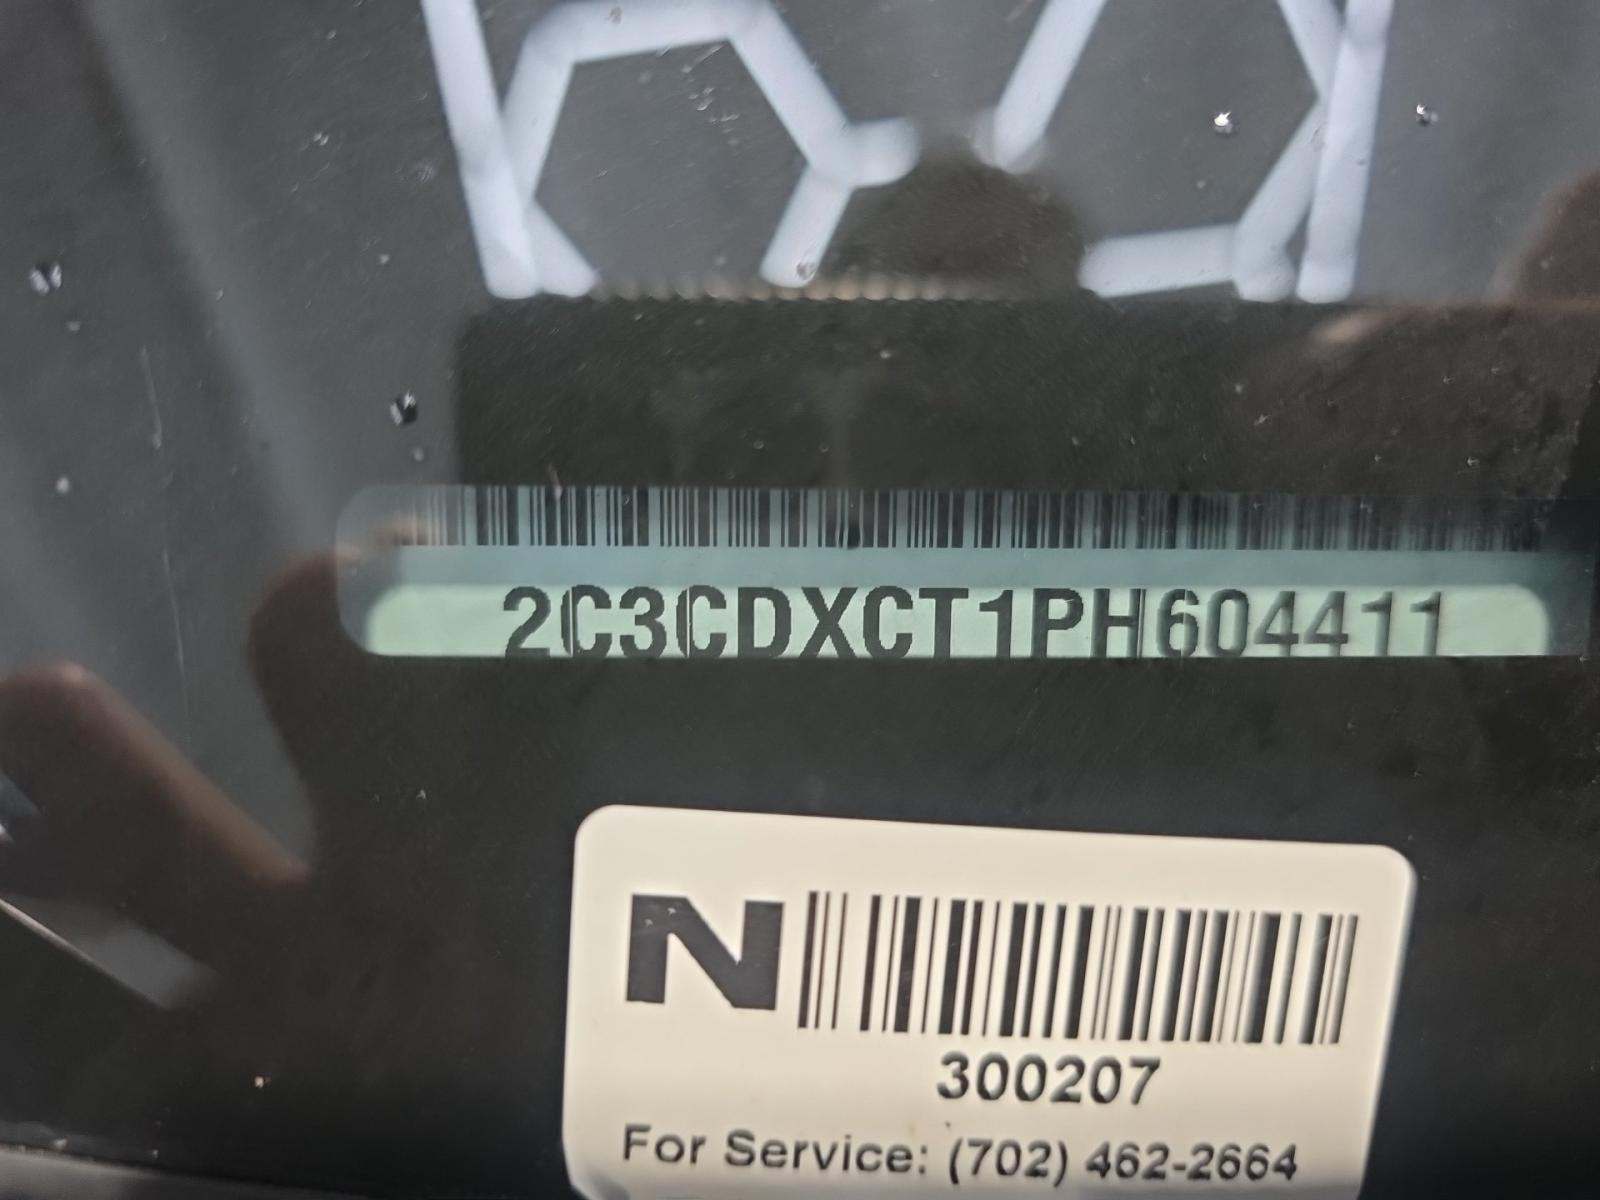 2C3CDXCT1PH604411
N
300207
For Service: (702) 462-2664